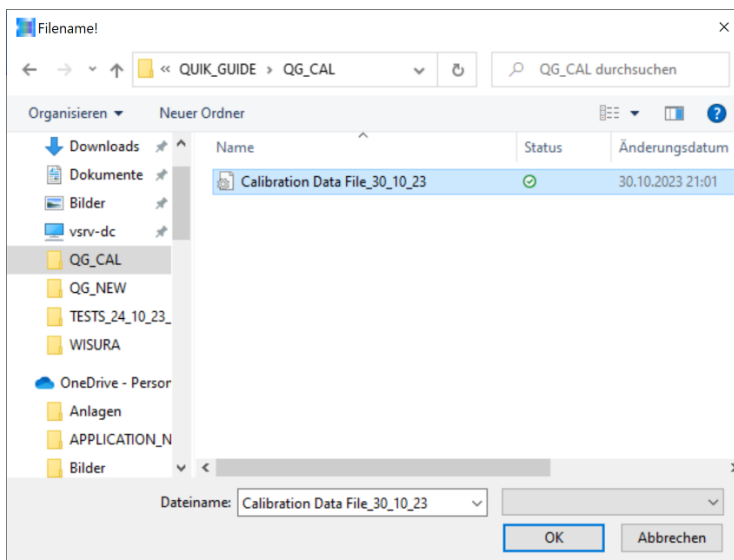 Filename!
« QUIK_GUIDE › QG_CAL
QG_CAL durchsuchen
Organisieren
Neuer Ordner
Downloads
Dokumente
Bilder
vsrv-dc
QG_CAL
QG_NEW
TESTS_24_10_23_
WISURA
OneDrive - Person
Anlagen
APPLICATION_N
Bilder
Name Status Änderungsdatum
Calibration Data File_30_10_23 30.10.2023 21:01
Dateiname: Calibration Data File_30_10_23
OK Abbrechen